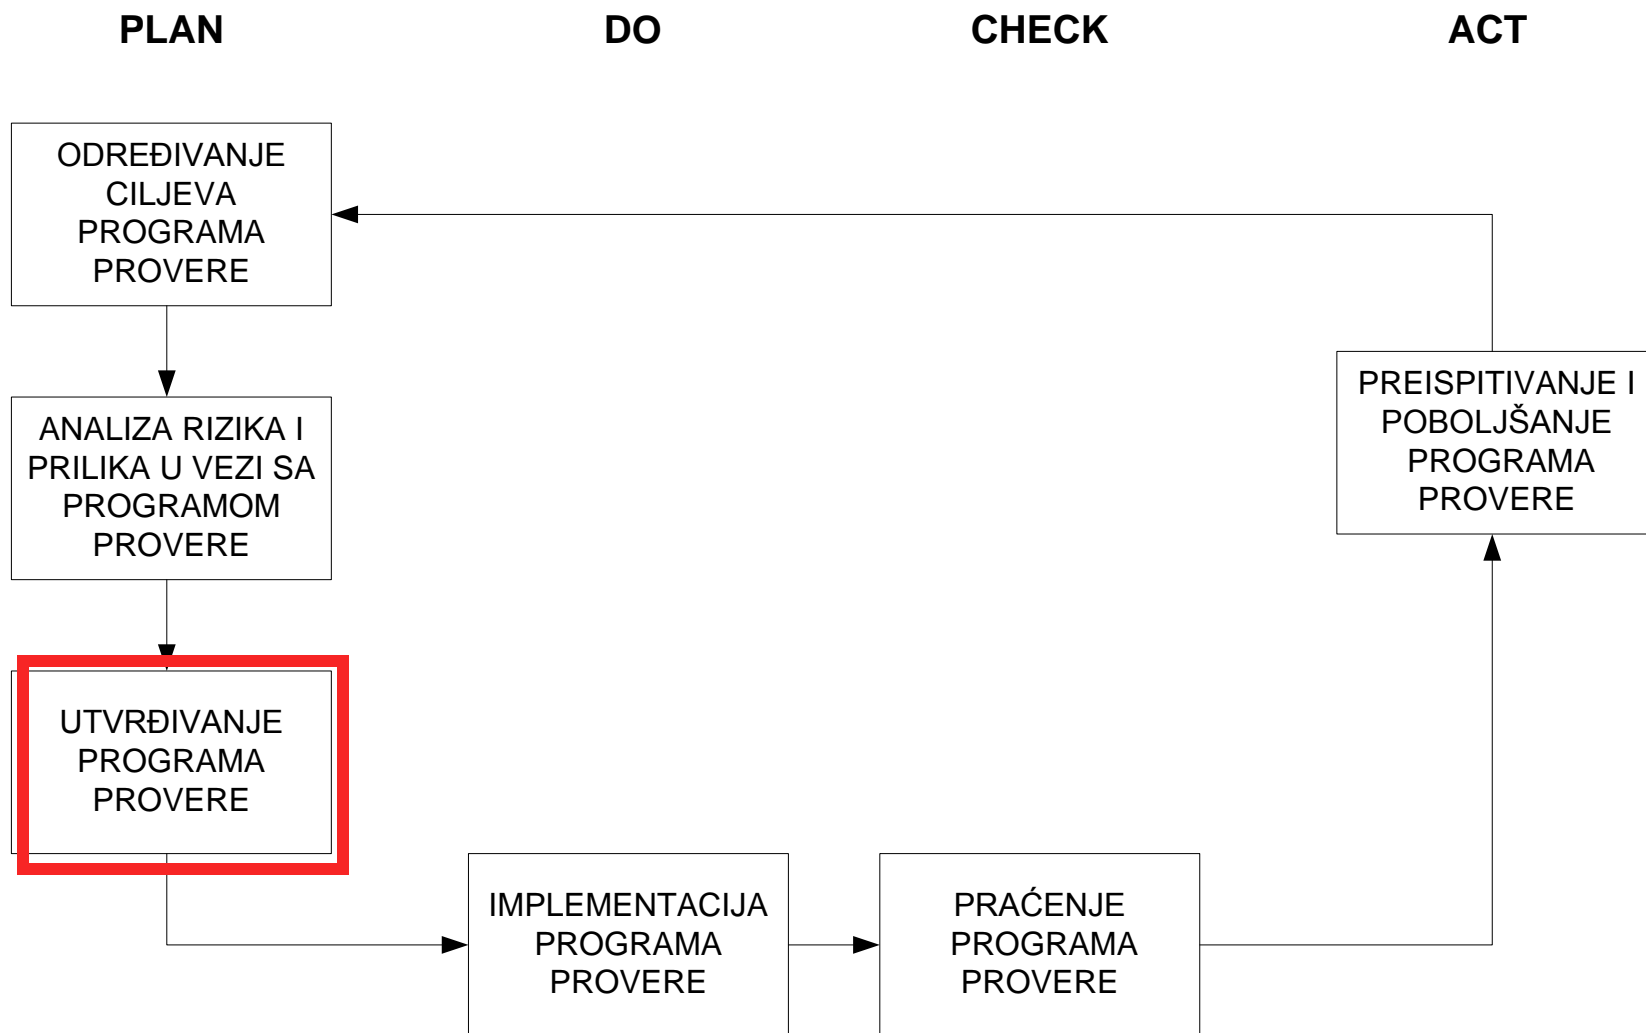 PLAN
DO
CHECK
ACT
ODREĐIVANJE
CILJEVA
PROGRAMA
PROVERE
ANALIZA RIZIKA I
PRILIKA U VEZI SA
PROGRAMOM
PROVERE
UTVRĐIVANJE
PROGRAMA
PROVERE
IMPLEMENTACIJA
PROGRAMA
PROVERE
PRAĆENJE
PROGRAMA
PROVERE
PREISPITIVANJE I
POBOLJŠANJE
PROGRAMA
PROVERE